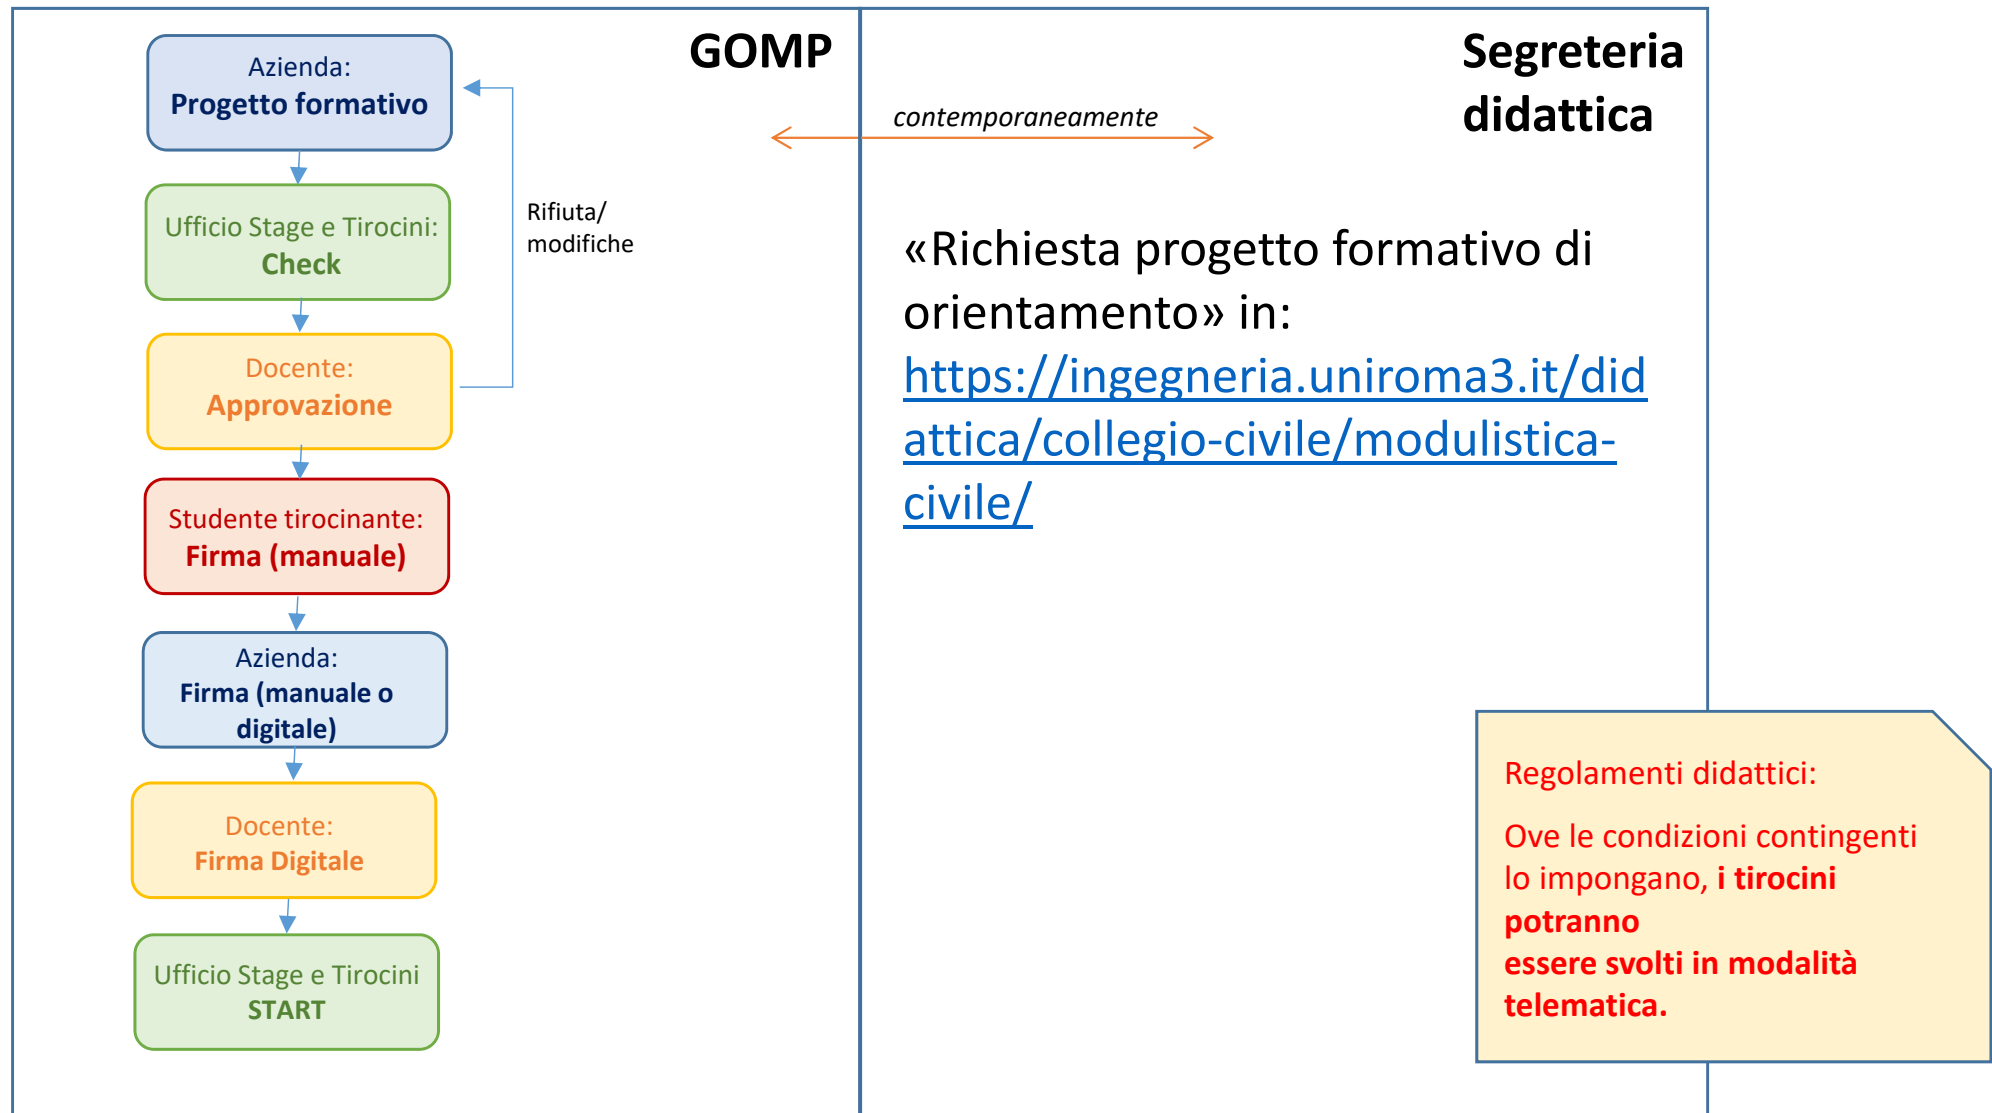 GOMP
Azienda:
Progetto formativo
Ufficio Stage e Tirocini:
Check
Rifiuta/
modifiche
Docente:
Approvazione
Studente tirocinante:
Firma (manuale)
Azienda:
Firma (manuale o
digitale)
Docente:
Firma Digitale
Ufficio Stage e Tirocini
START
contemporaneamente
Segreteria
didattica
«Richiesta progetto formativo di
orientamento» in:
https://ingegneria.uniroma3.it/did
attica/collegio-civile/modulistica-
civile/
Regolamenti didattici:
Ove le condizioni contingenti
lo impongano, i tirocini
potranno
essere svolti in modalità
telematica.